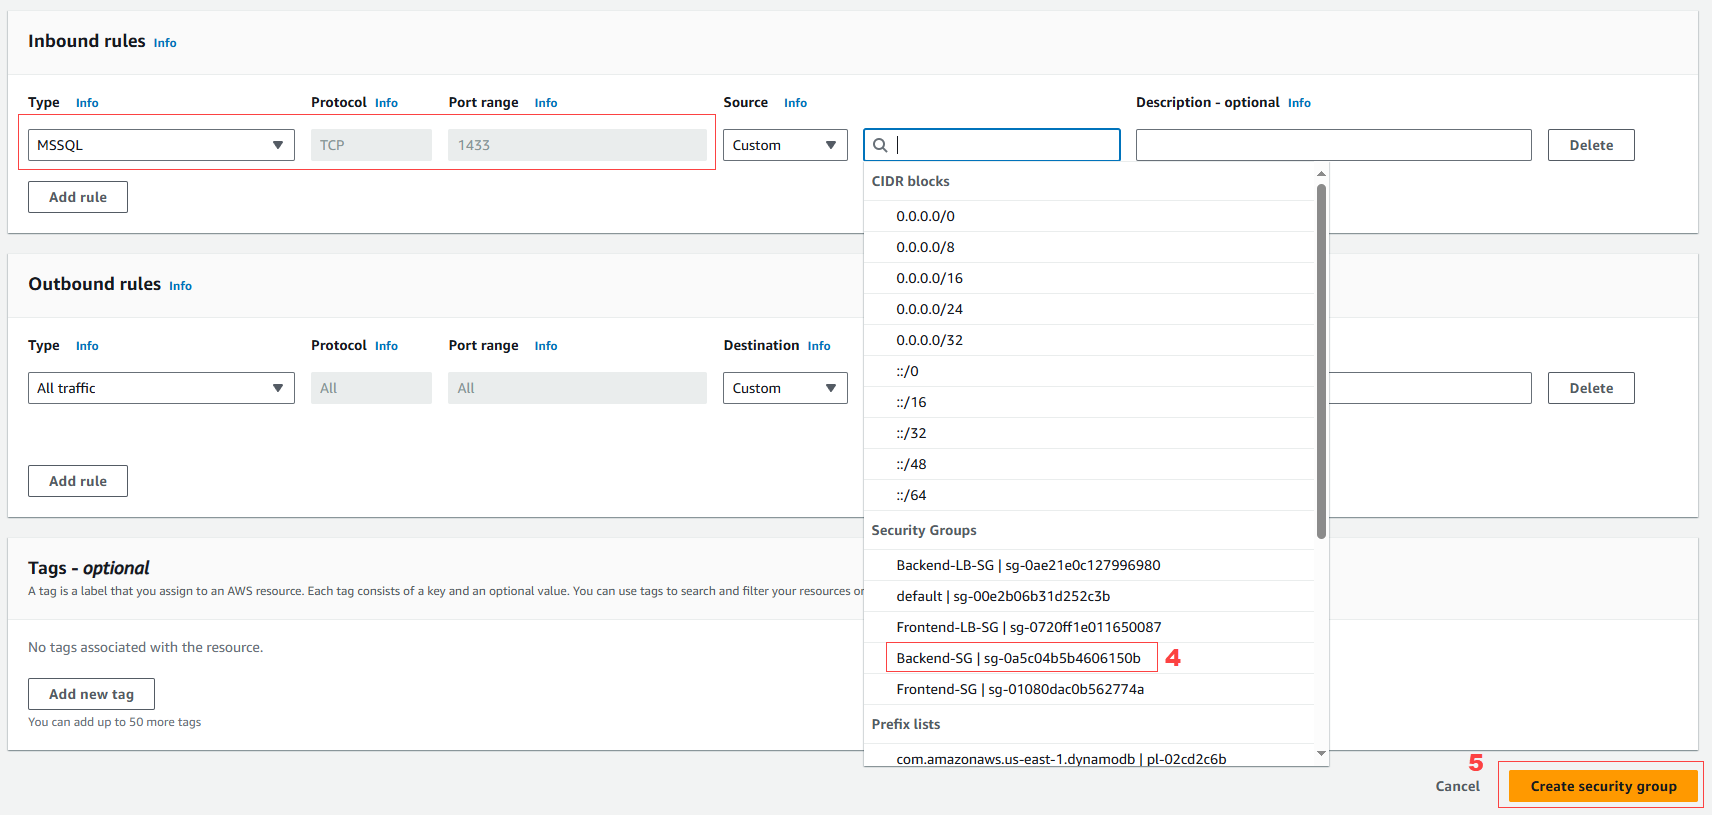 Inbound rules Info
Type Info Protocol Info Port range Info Source Info Description - optional Info
MSSQL TCP 1433 Custom Delete
Add rule
CIDR blocks
0.0.0.0/0
0.0.0.0/8
0.0.0.0/16
0.0.0.0/24
0.0.0.0/32
::/0
::/16
::/32
::/48
::/64
Security Groups
Backend-LB-SG | sg-0ae21e0c127996980
default | sg-00e2b06b31d252c3b
Frontend-LB-SG | sg-0720ff1e011650087
Backend-SG | sg-0a5c04b5b4606150b 4
Frontend-SG | sg-01080dac0b562774a
Prefix lists
com.amazonaws.us-east-1.dynamodb | pl-02cd2c6b
Outbound rules Info
Type Info Protocol Info Port range Info Destination Info
All traffic All All Custom Delete
Add rule
Tags - optional
A tag is a label that you assign to an AWS resource. Each tag consists of a key and an optional value. You can use tags to search and filter your resources or
No tags associated with the resource.
Add new tag
You can add up to 50 more tags
5
Cancel Create security group